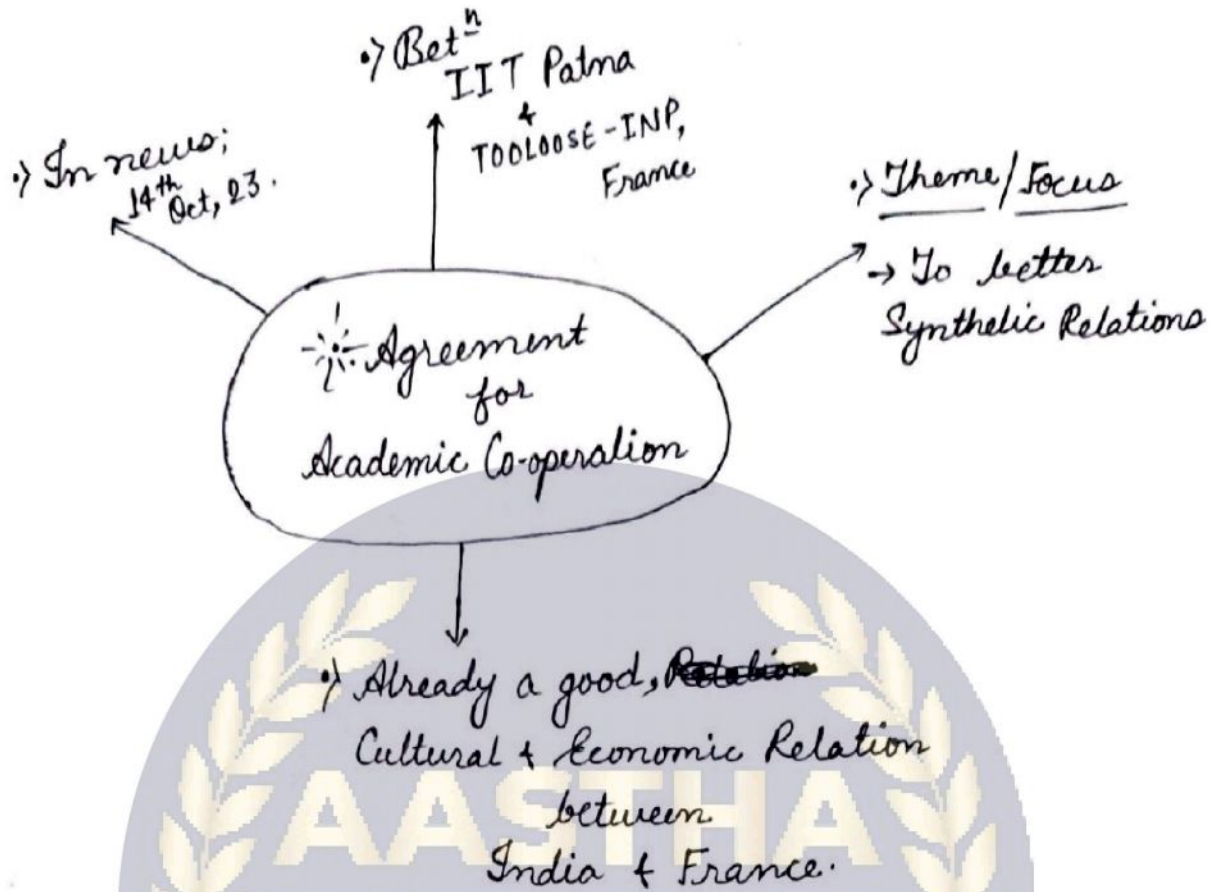 •) Betⁿ
IIT Patna
&
TOOLOOSE-INP,
France
•) In news;
14th
Oct, 23.
•) Theme/Focus
→ To better
Synthelic Relations
Agreement
for
Academic Co-operation
•) Already a good,
Cultural & Economic Relation
between
India & France.
AASTHA